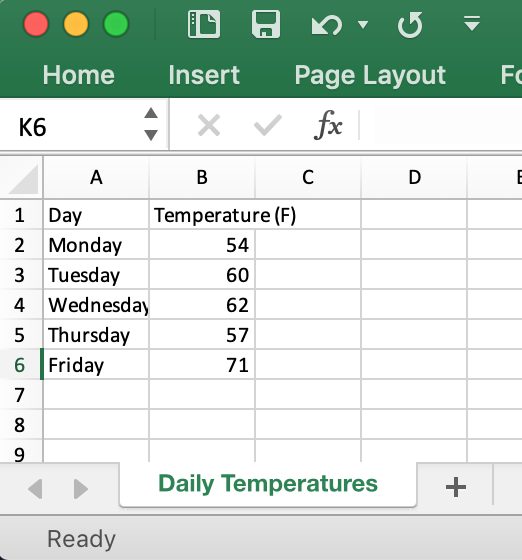 Home Insert Page Layout
K6 fx
A B C D
1 Day Temperature (F)
2 Monday 54
3 Tuesday 60
4 Wednesday 62
5 Thursday 57
6 Friday 71
7
8
9
Daily Temperatures +
Ready